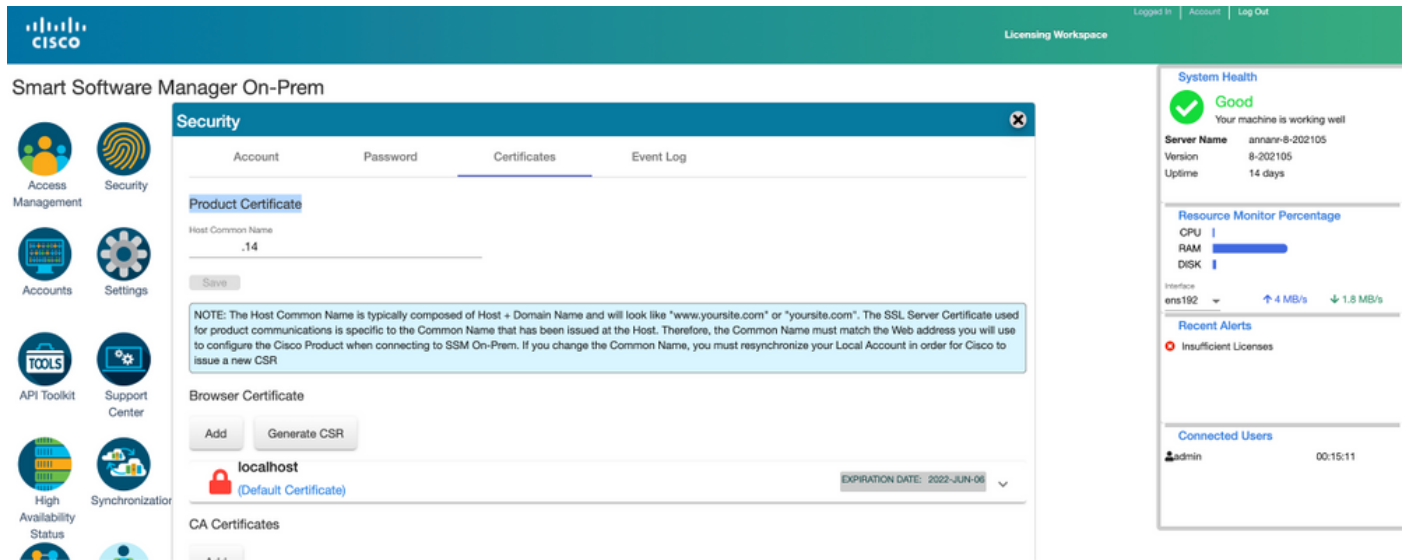 Logged In | Account | Log Out
CISCO
Licensing Workspace
Smart Software Manager On-Prem
Access
Management
Security
Accounts
Settings
TOOLS
API Toolkit
Support
Center
High
Availability
Status
Synchronization
Security
Account
Password
Certificates
Event Log
Product Certificate
Host Common Name
.14
Save
NOTE: The Host Common Name is typically composed of Host + Domain Name and will look like "www.yoursite.com" or "yoursite.com". The SSL Server Certificate used
for product communications is specific to the Common Name that has been issued at the Host. Therefore, the Common Name must match the Web address you will use
to configure the Cisco Product when connecting to SSM On-Prem. If you change the Common Name, you must resynchronize your Local Account in order for Cisco to
issue a new CSR
Browser Certificate
Add
Generate CSR
localhost
(Default Certificate)
EXPIRATION DATE: 2022-JUN-06
CA Certificates
System Health
Good
Your machine is working well
Server Name annanr-8-202105
Version 8-202105
Uptime 14 days
Resource Monitor Percentage
CPU
RAM
DISK
Interface
ens192
4 MB/s
1.8 MB/s
Recent Alerts
Insufficient Licenses
Connected Users
admin 00:15:11